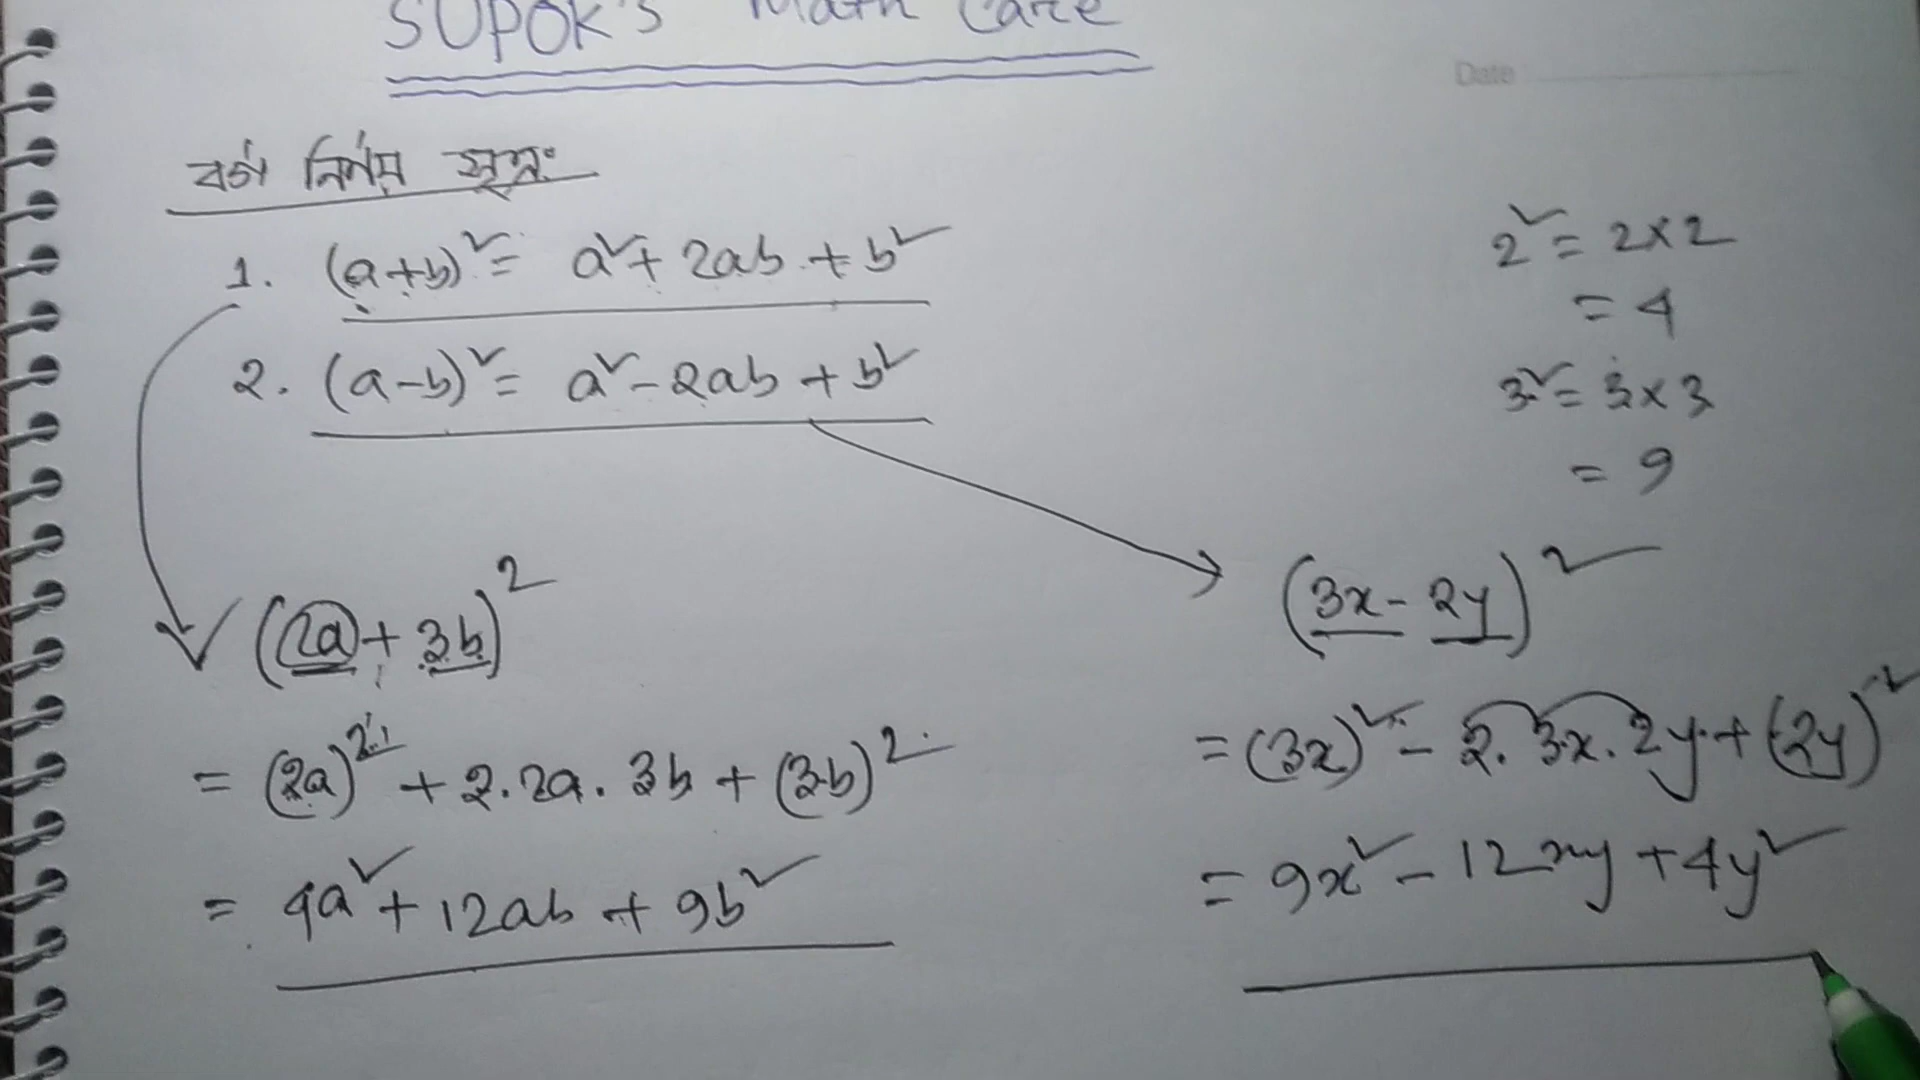 SUPOK's Math Care
Date
বর্গ নির্ণয় সূত্রঃ
1. (a+b)² = a² + 2ab + b²
2. (a-b)² = a² - 2ab + b²
2² = 2×2
= 4
3² = 3×3
= 9
(2a + 3b)²
= (2a)² + 2.2a.3b + (3b)²
= 4a² + 12ab + 9b²
(3x - 2y)²
= (3x)² - 2.3x.2y + (2y)²
= 9x² - 12xy + 4y²